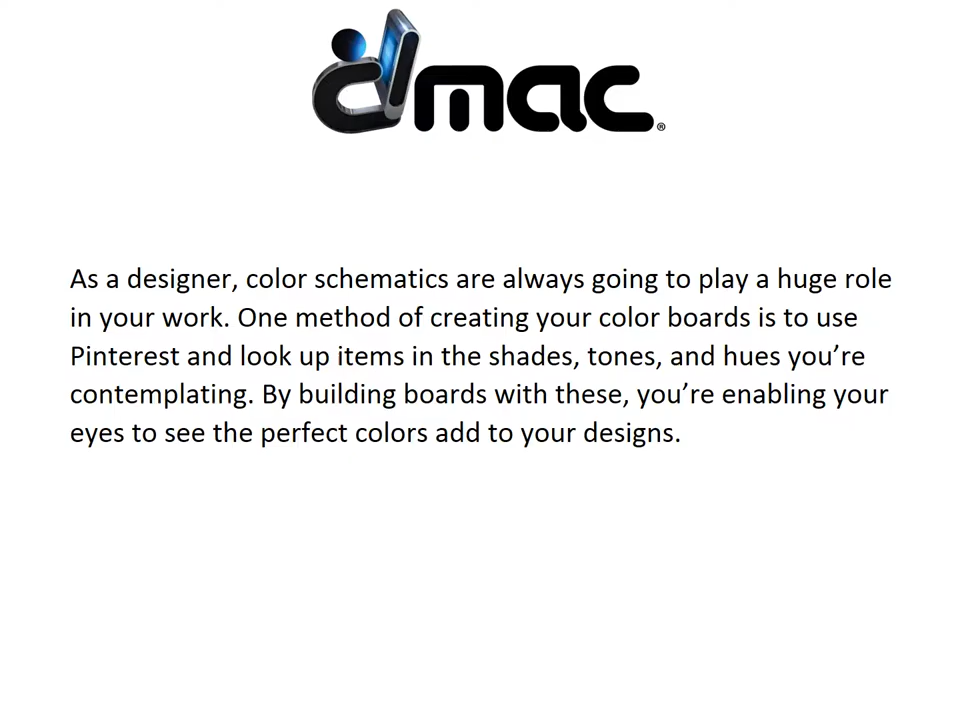 dmac®
As a designer, color schematics are always going to play a huge role
in your work. One method of creating your color boards is to use
Pinterest and look up items in the shades, tones, and hues you’re
contemplating. By building boards with these, you’re enabling your
eyes to see the perfect colors add to your designs.